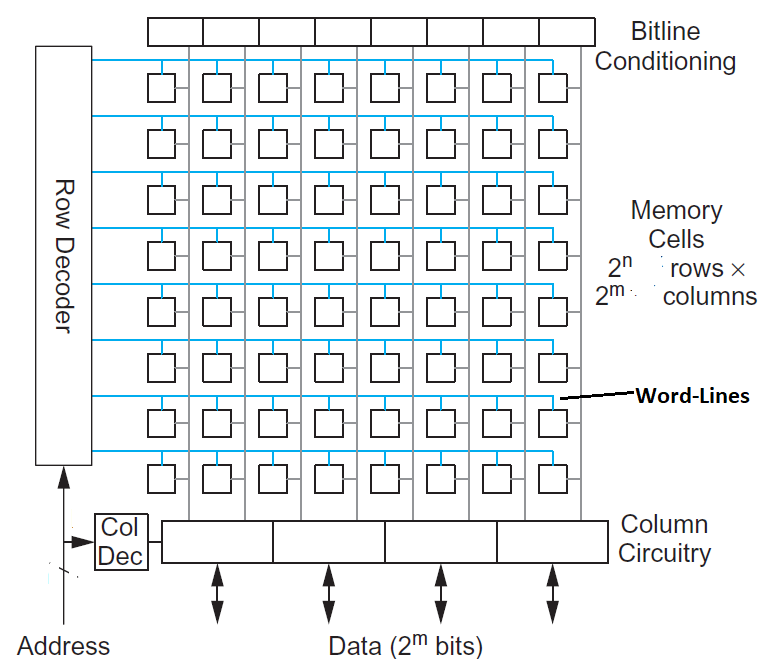 Bitline
Conditioning
Row Decoder
Memory
Cells
2ⁿ rows ×
2ᵐ columns
Word-Lines
Col
Dec
Column
Circuitry
Address
Data (2ᵐ bits)